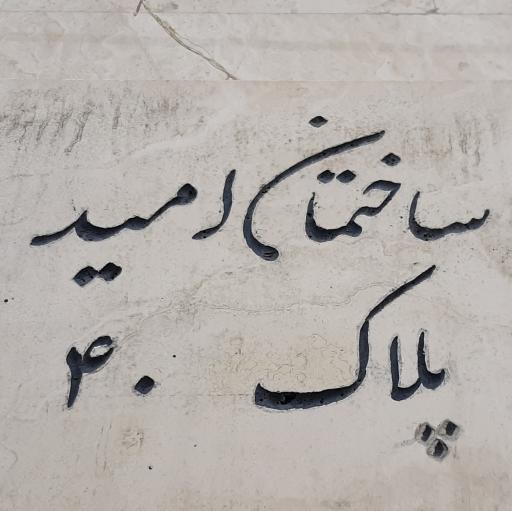 ساختمان امید
پلاک ۴۰